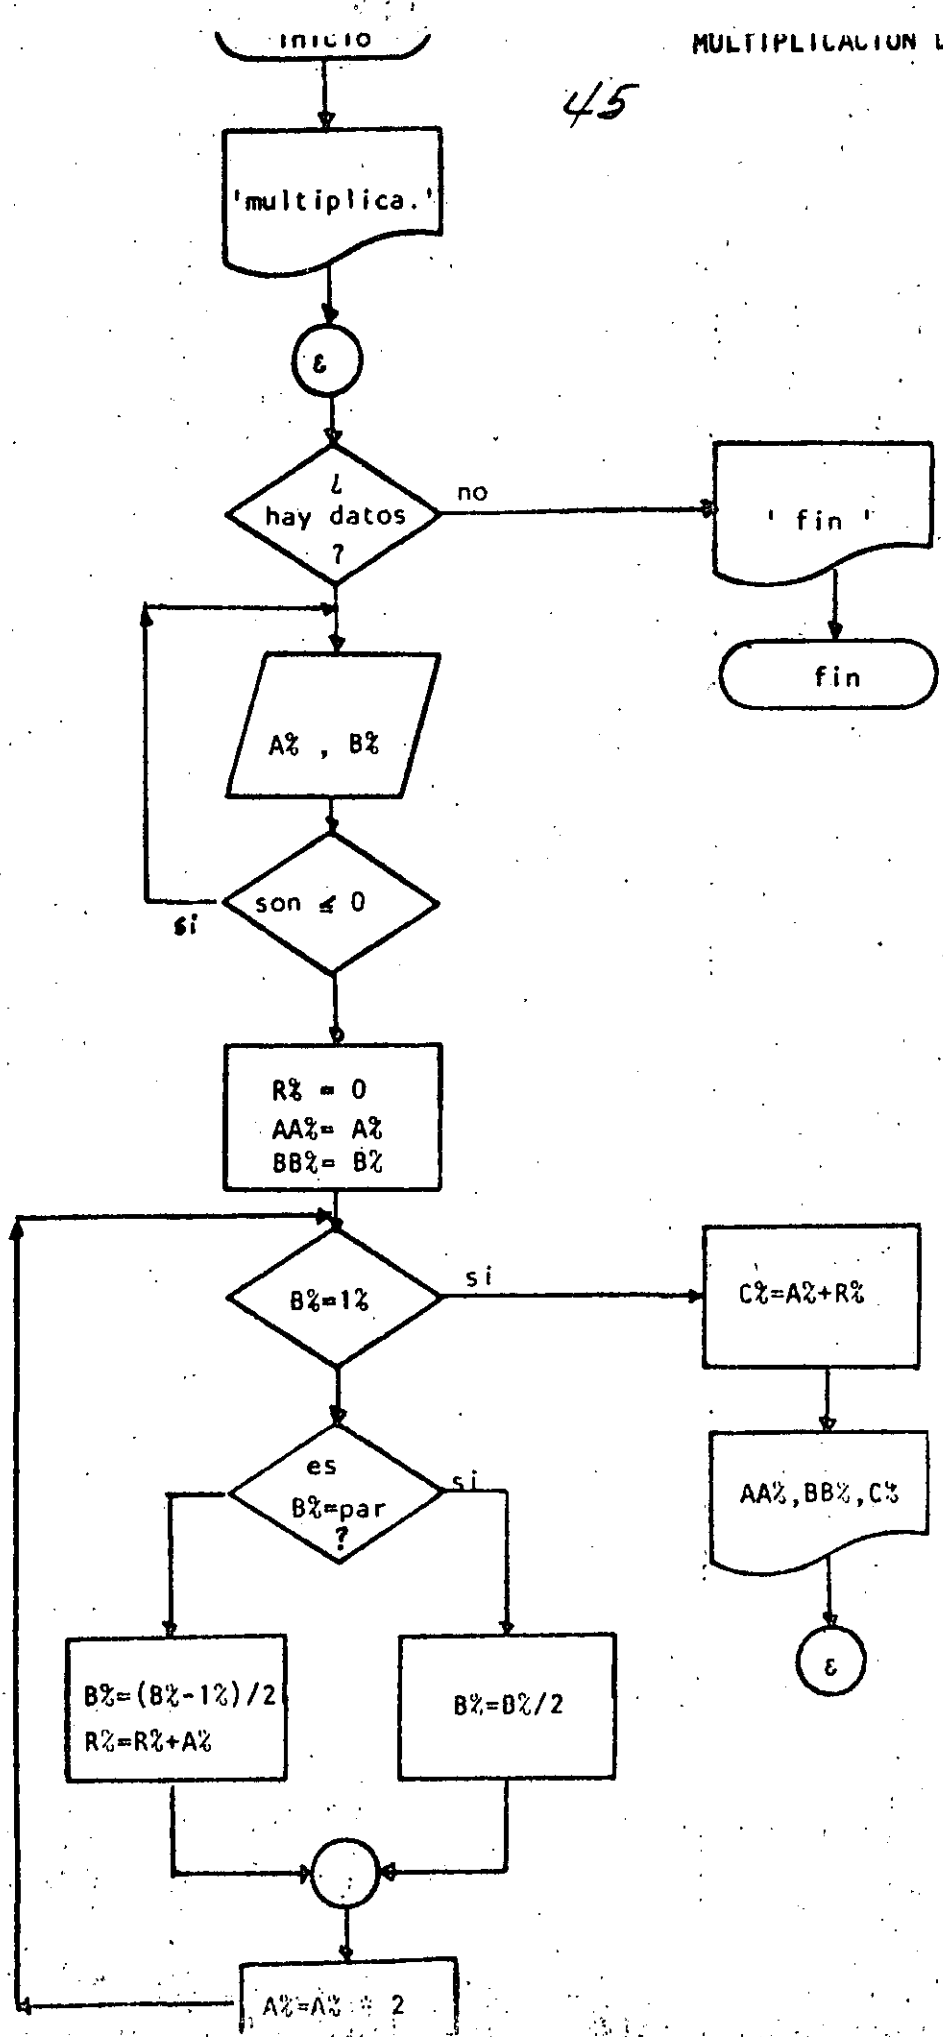 inicio
MULTIPLICACION
45
'multiplica.'
ε
¿
hay datos
?
no
' fin '
fin
A% , B%
son ≤ 0
si
R% = 0
AA%= A%
BB%= B%
B%=1%
si
C%=A%+R%
es
B%=par
?
si
AA%,BB%,C%
B%=(B%-1%)/2
R%=R%+A%
B%=B%/2
ε
A%=A% * 2